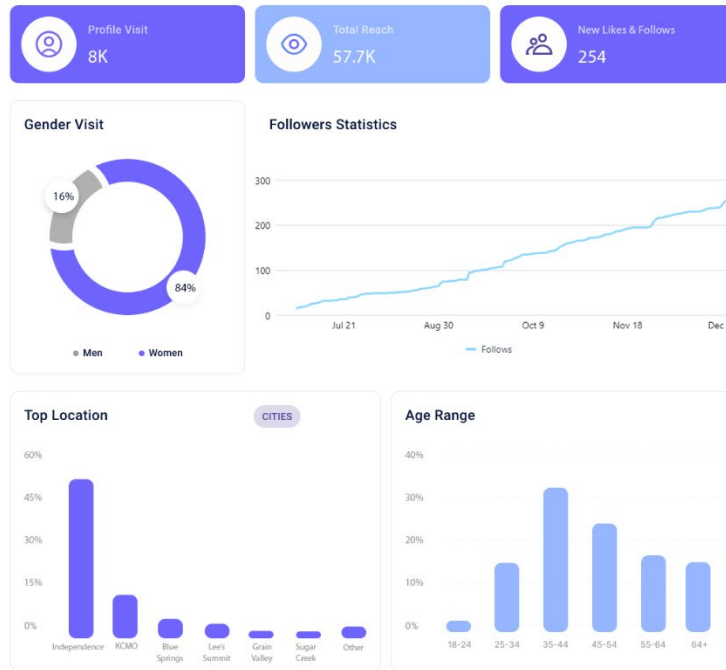 Profile Visit
8K
Total Reach
57.7K
New Likes & Follows
254
Gender Visit
16%
84%
Men
Women
Followers Statistics
300
200
100
0
Jul 21
Aug 30
Oct 9
Nov 18
Dec
Follows
Top Location
CITIES
60%
45%
30%
15%
0%
Independence
KCMO
Blue
Springs
Lee's
Summit
Grain
Valley
Sugar
Creek
Other
Age Range
40%
30%
20%
10%
0%
18-24
25-34
35-44
45-54
55-64
64+